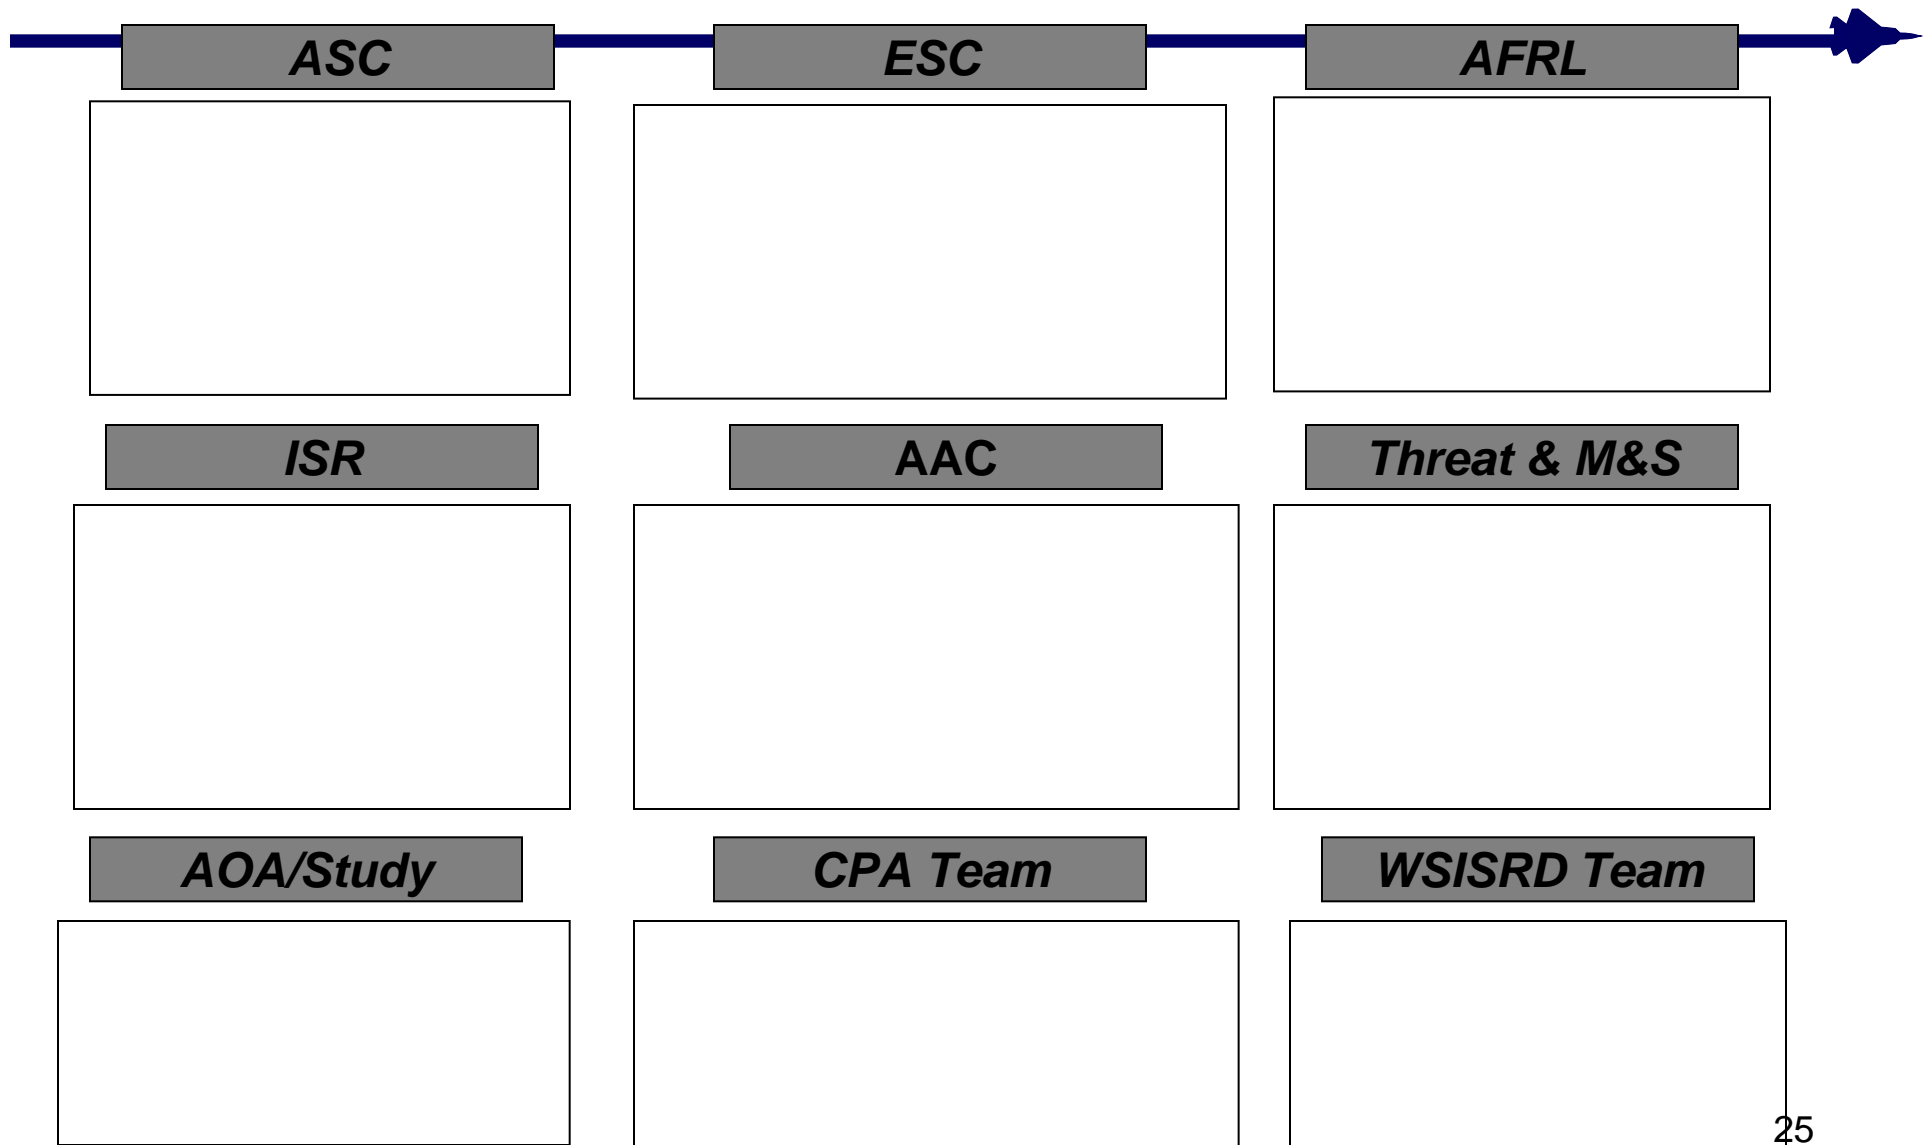 ASC
ESC
AFRL
ISR
AAC
Threat & M&S
AOA/Study
CPA Team
WSISRD Team
25